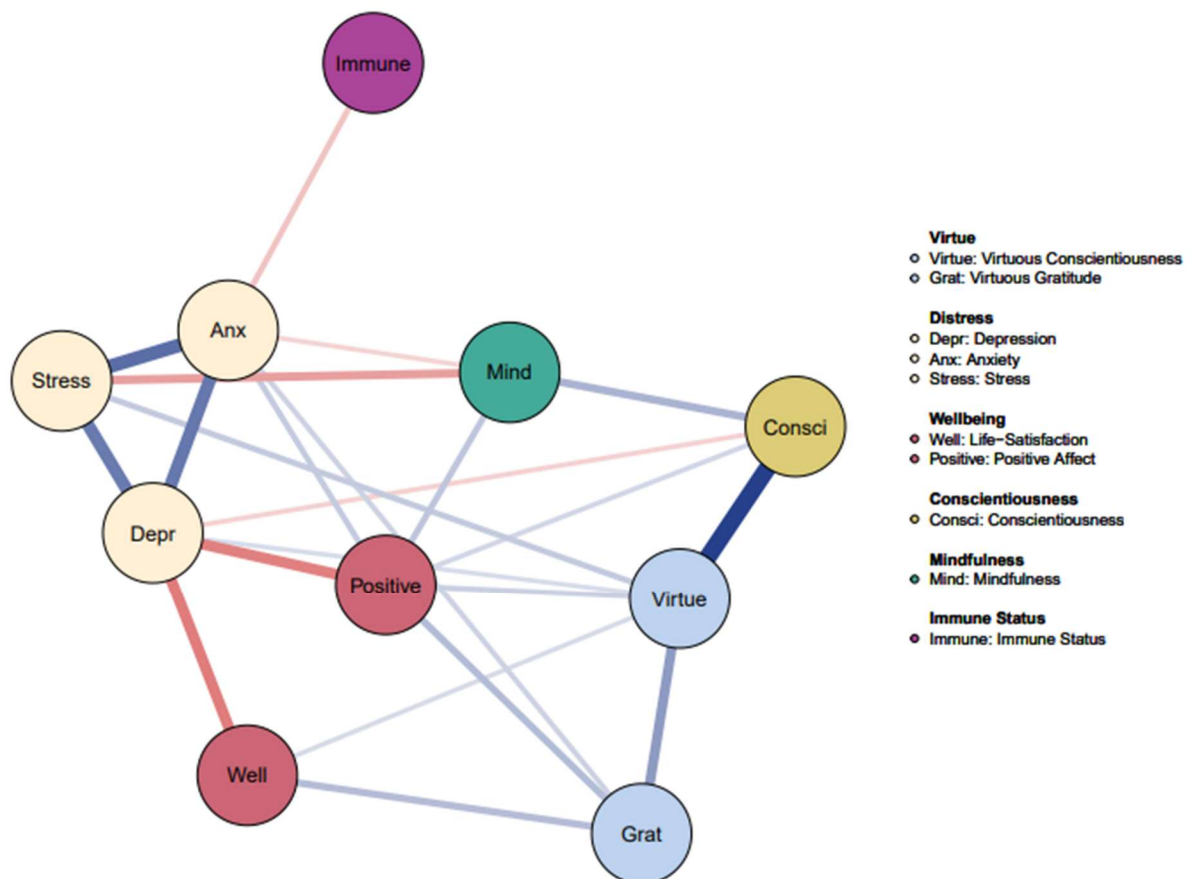 Immune
Anx
Stress
Mind
Consci
Depr
Positive
Virtue
Well
Grat
Virtue
Virtue: Virtuous Conscientiousness
Grat: Virtuous Gratitude
Distress
Depr: Depression
Anx: Anxiety
Stress: Stress
Wellbeing
Well: Life−Satisfaction
Positive: Positive Affect
Conscientiousness
Consci: Conscientiousness
Mindfulness
Mind: Mindfulness
Immune Status
Immune: Immune Status